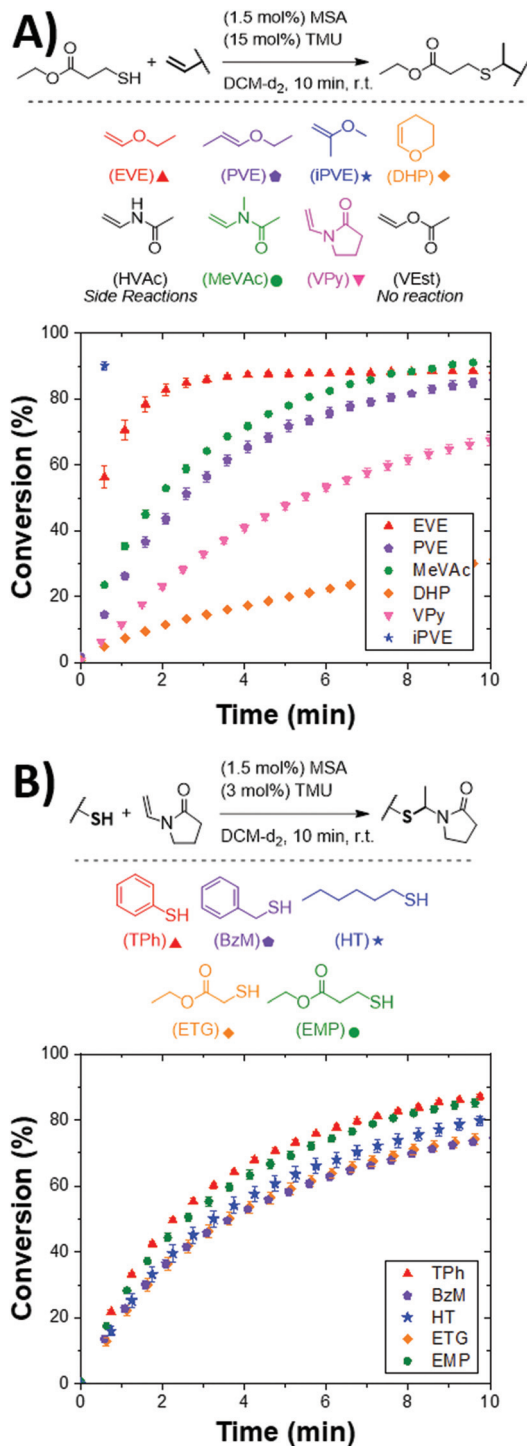 A)
(1.5 mol%) MSA
(15 mol%) TMU
O
O
SH
+
O
O
S
DCM-d₂, 10 min, r.t.
O
O
O
O
(EVE)
(PVE)
(iPVE)
(DHP)
H
N
O
N
O
N
O
O
O
(HVAc)
(MeVAc)
(VPy)
(VEst)
Side Reactions
No reaction
Conversion (%)
100
80
60
40
20
0
EVE
PVE
MeVAc
DHP
VPy
iPVE
0
2
4
6
8
10
Time (min)
B)
(1.5 mol%) MSA
(3 mol%) TMU
SH
+
N
O
S
N
O
DCM-d₂, 10 min, r.t.
SH
SH
SH
(TPh)
(BzM)
(HT)
O
O
SH
O
O
SH
(ETG)
(EMP)
Conversion (%)
100
80
60
40
20
0
TPh
BzM
HT
ETG
EMP
0
2
4
6
8
10
Time (min)